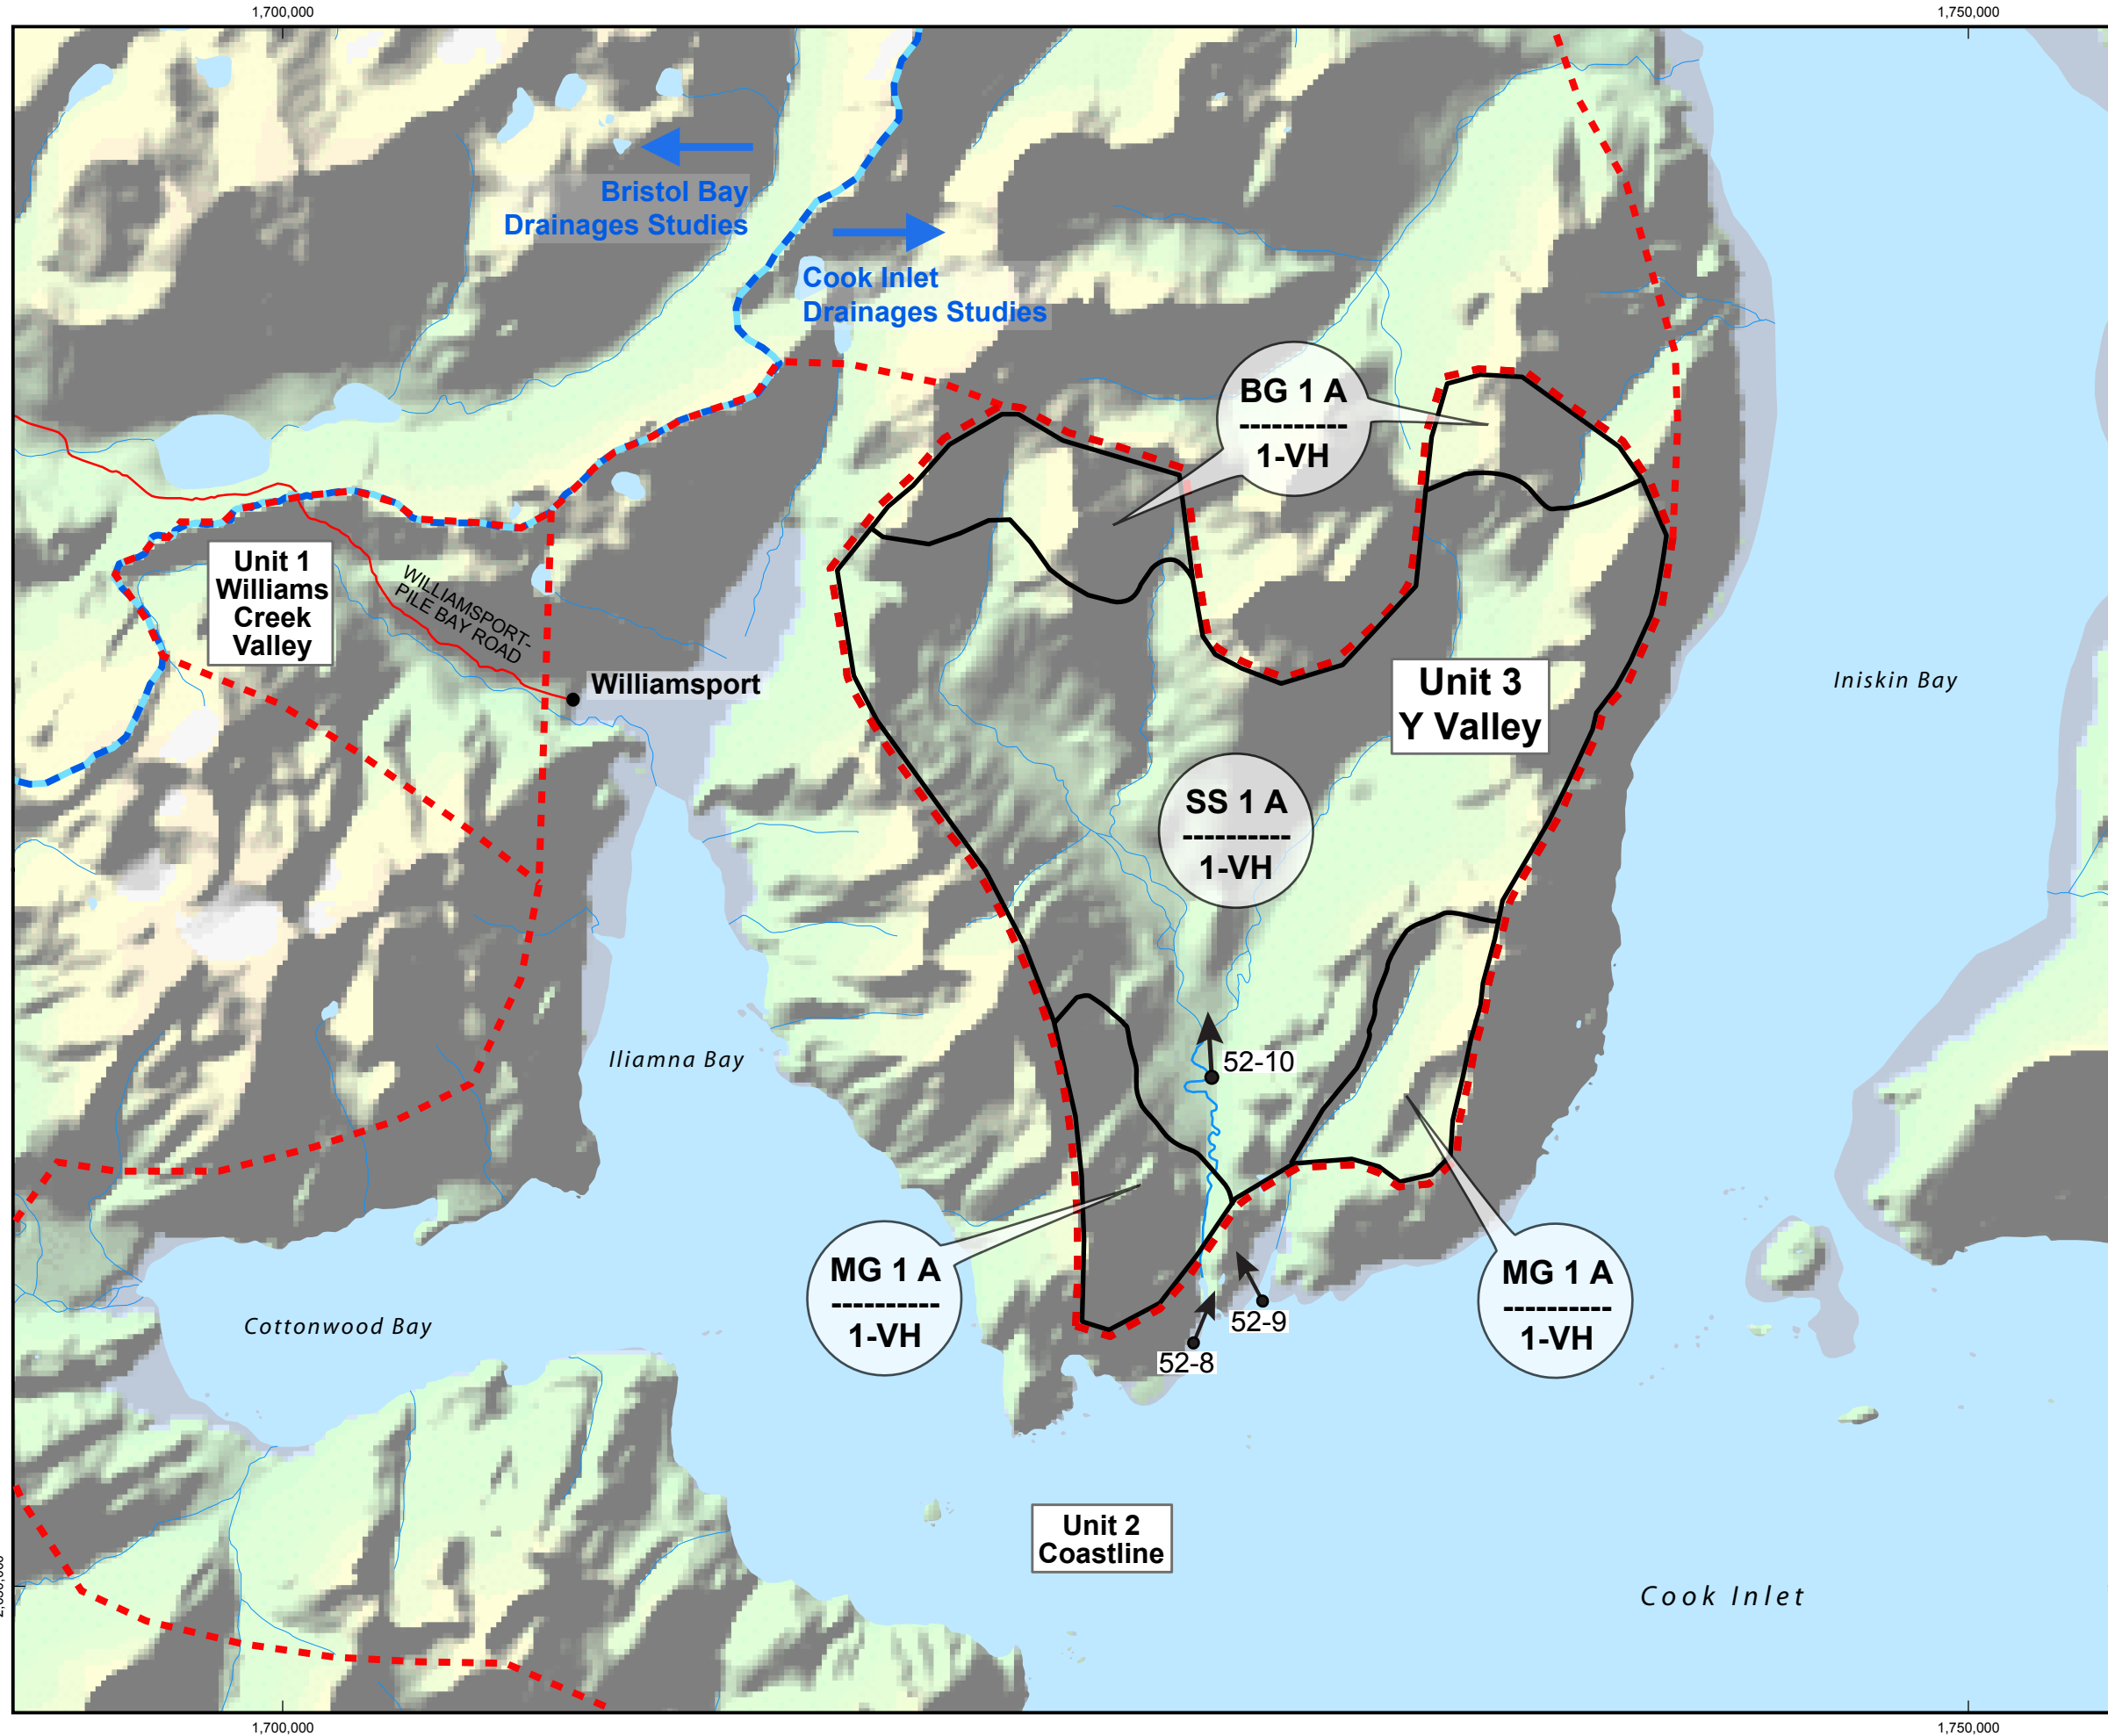 1,700,000
1,750,000
Bristol Bay
Drainages Studies
Cook Inlet
Drainages Studies
BG 1 A
----------
1-VH
Unit 1
Williams
Creek
Valley
WILLIAMSPORT-
PILE BAY ROAD
Williamsport
Unit 3
Y Valley
Iniskin Bay
SS 1 A
----------
1-VH
Iliamna Bay
52-10
MG 1 A
----------
1-VH
MG 1 A
----------
1-VH
52-9
52-8
Cottonwood Bay
Unit 2
Coastline
Cook Inlet
1,700,000
1,750,000